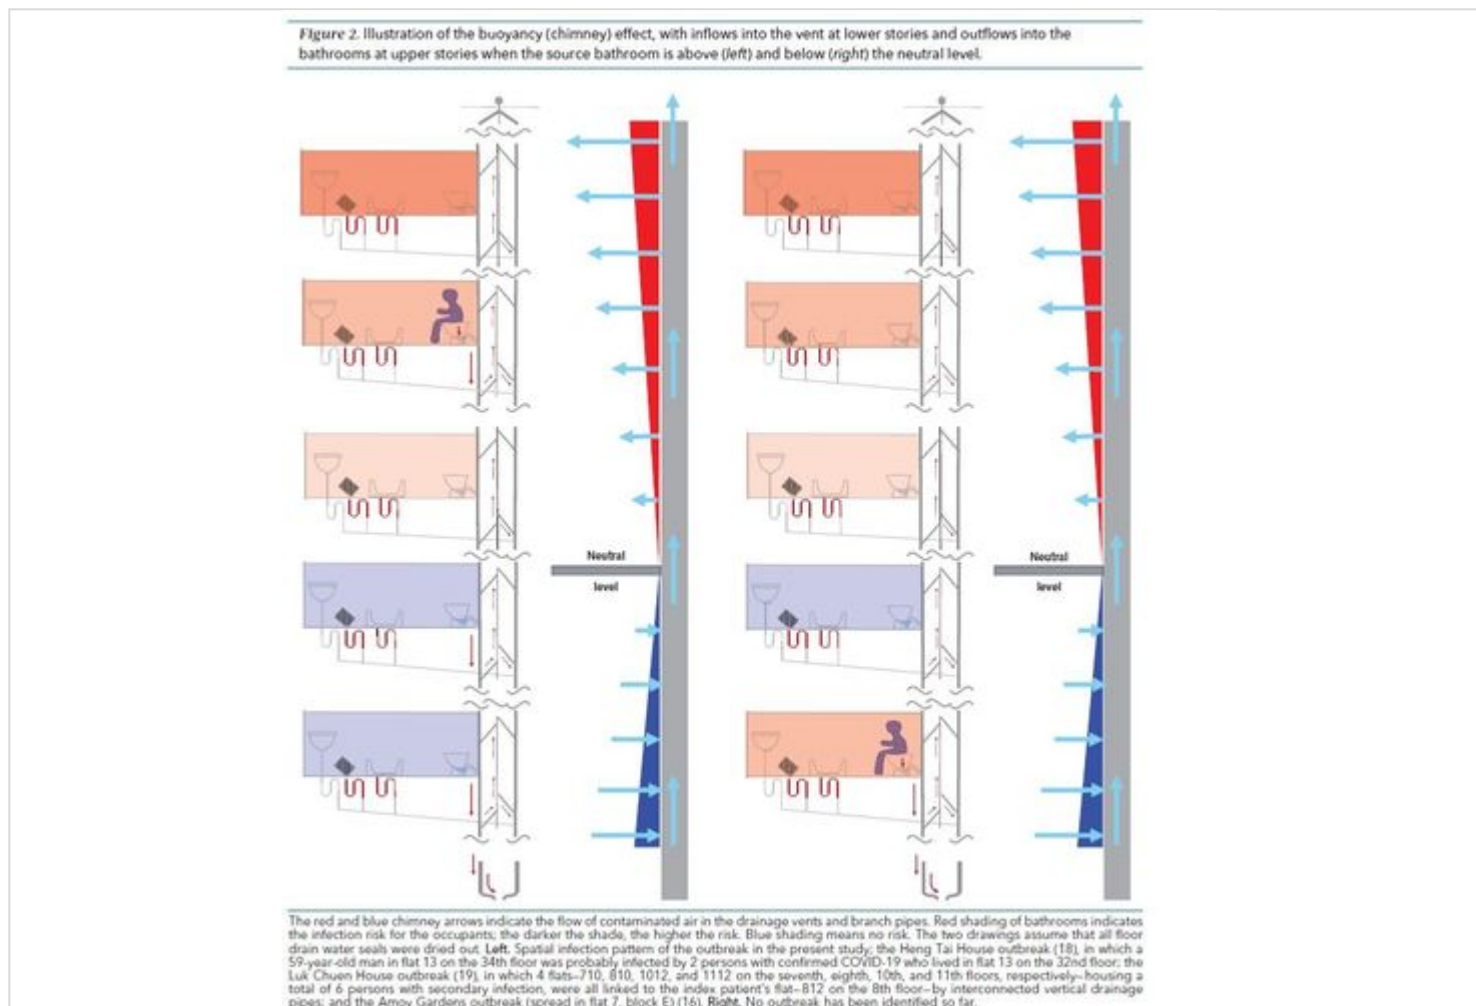 Figure 2. Illustration of the buoyancy (chimney) effect, with inflows into the vent at lower stories and outflows into the
bathrooms at upper stories when the source bathroom is above (left) and below (right) the neutral level.
Neutral
level
Neutral
level
The red and blue chimney arrows indicate the flow of contaminated air in the drainage vents and branch pipes. Red shading of bathrooms indicates
the infection risk for the occupants; the darker the shade, the higher the risk. Blue shading means no risk. The two drawings assume that all floor
drain water seals were dried out. Left. Spatial infection pattern of the outbreak in the present study; the Heng Tai House outbreak (18), in which a
59-year-old man in flat 13 on the 34th floor was probably infected by 2 persons with confirmed COVID-19 who lived in flat 13 on the 32nd floor; the
Luk Chuen House outbreak (19), in which 4 flats–710, 810, 1012, and 1112 on the seventh, eighth, 10th, and 11th floors, respectively–housing a
total of 6 persons with secondary infection, were all linked to the index patient's flat–812 on the 8th floor–by interconnected vertical drainage
pipes; and the Amoy Gardens outbreak (spread in flat 7, block E) (16). Right. No outbreak has been identified so far.